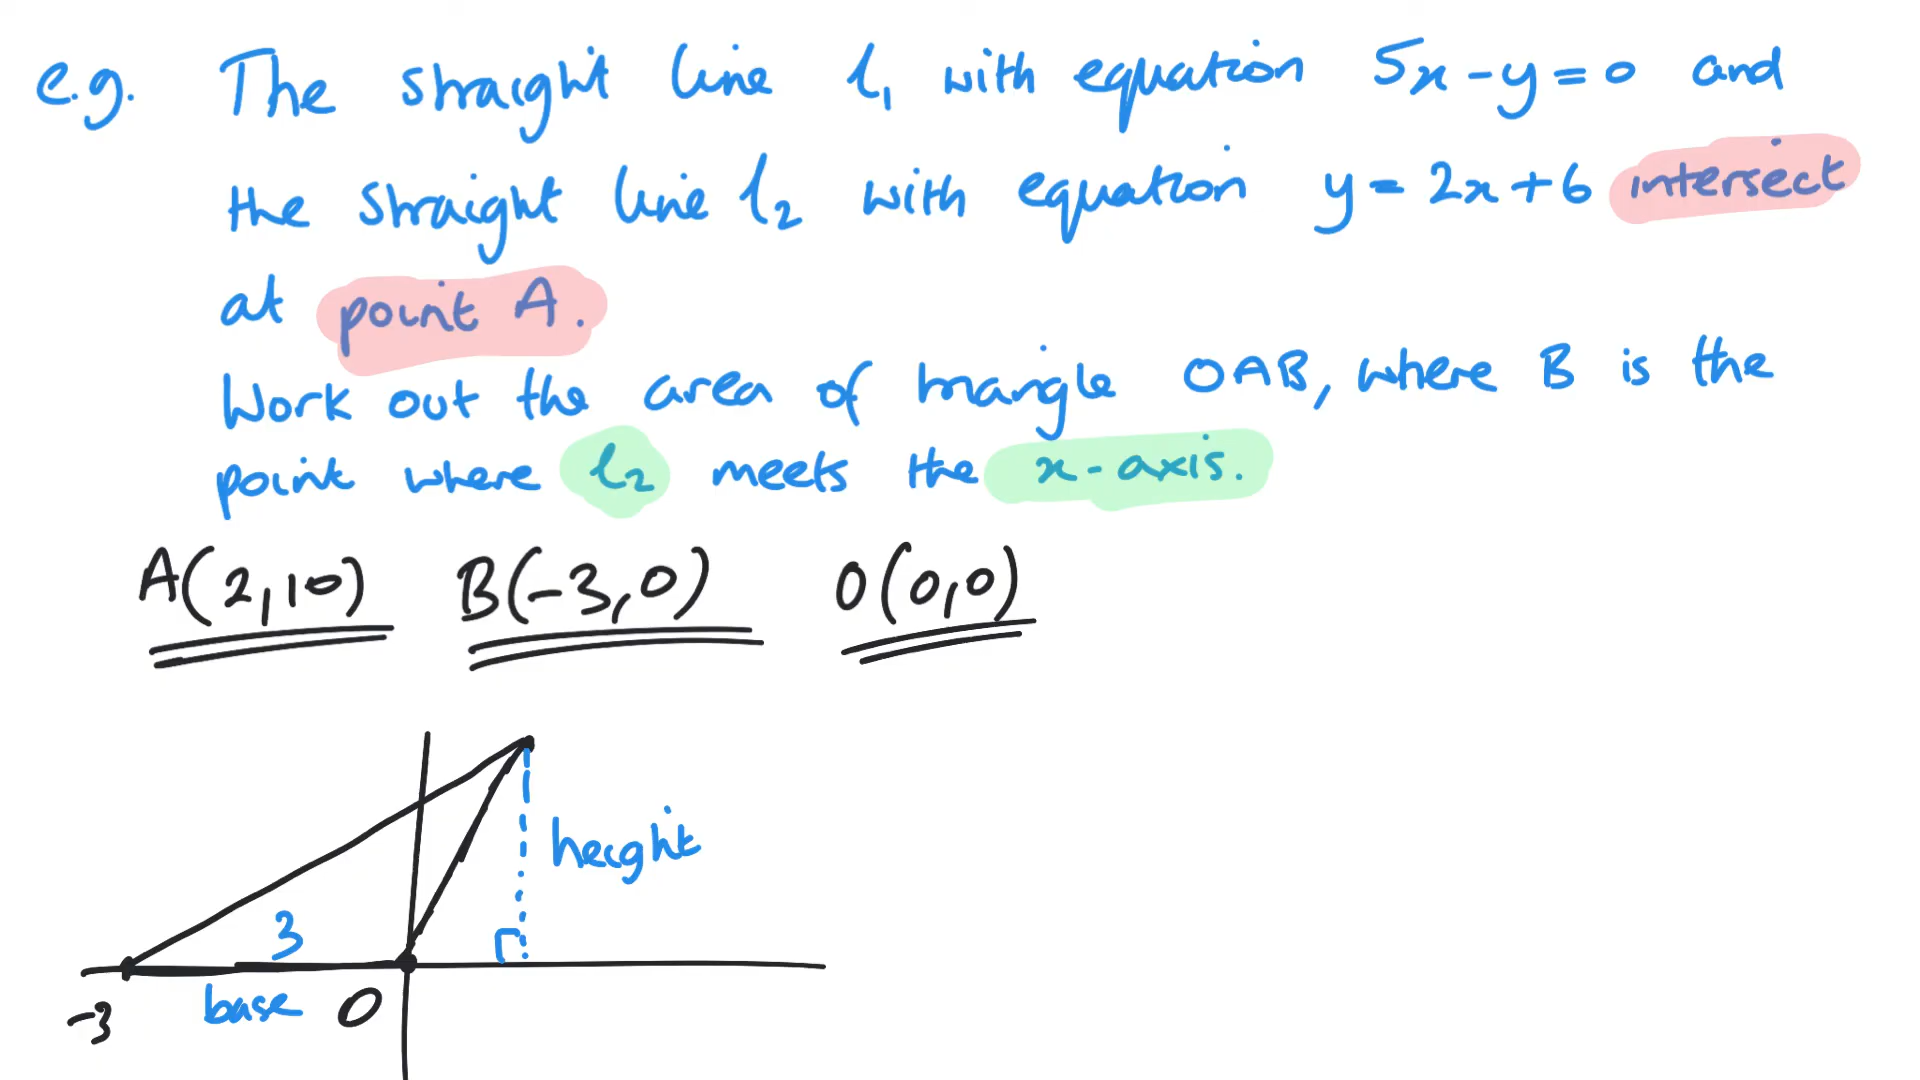 e.g. The straight line l₁ with equation 5x - y = 0 and
the straight line l₂ with equation y = 2x + 6 intersect
at point A.
Work out the area of triangle OAB, where B is the
point where l₂ meets the x-axis.
A(2,10) B(-3,0) O(0,0)
height
3
-3 base O